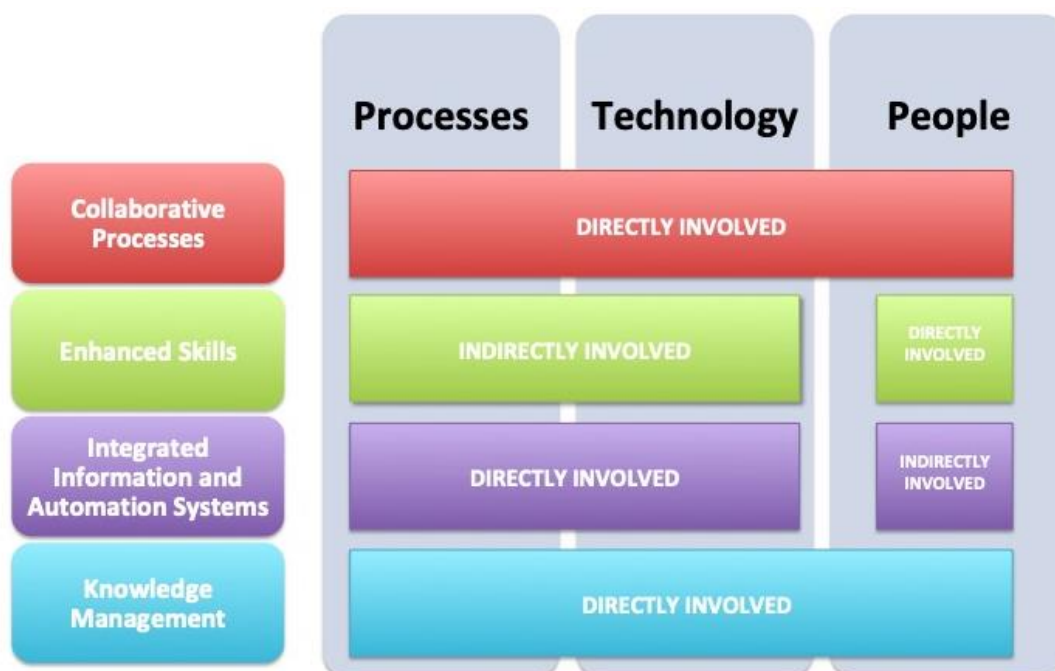 Processes
Technology
People
Collaborative
Processes
DIRECTLY INVOLVED
Enhanced Skills
INDIRECTLY INVOLVED
DIRECTLY
INVOLVED
Integrated
Information and
Automation Systems
DIRECTLY INVOLVED
INDIRECTLY
INVOLVED
Knowledge
Management
DIRECTLY INVOLVED